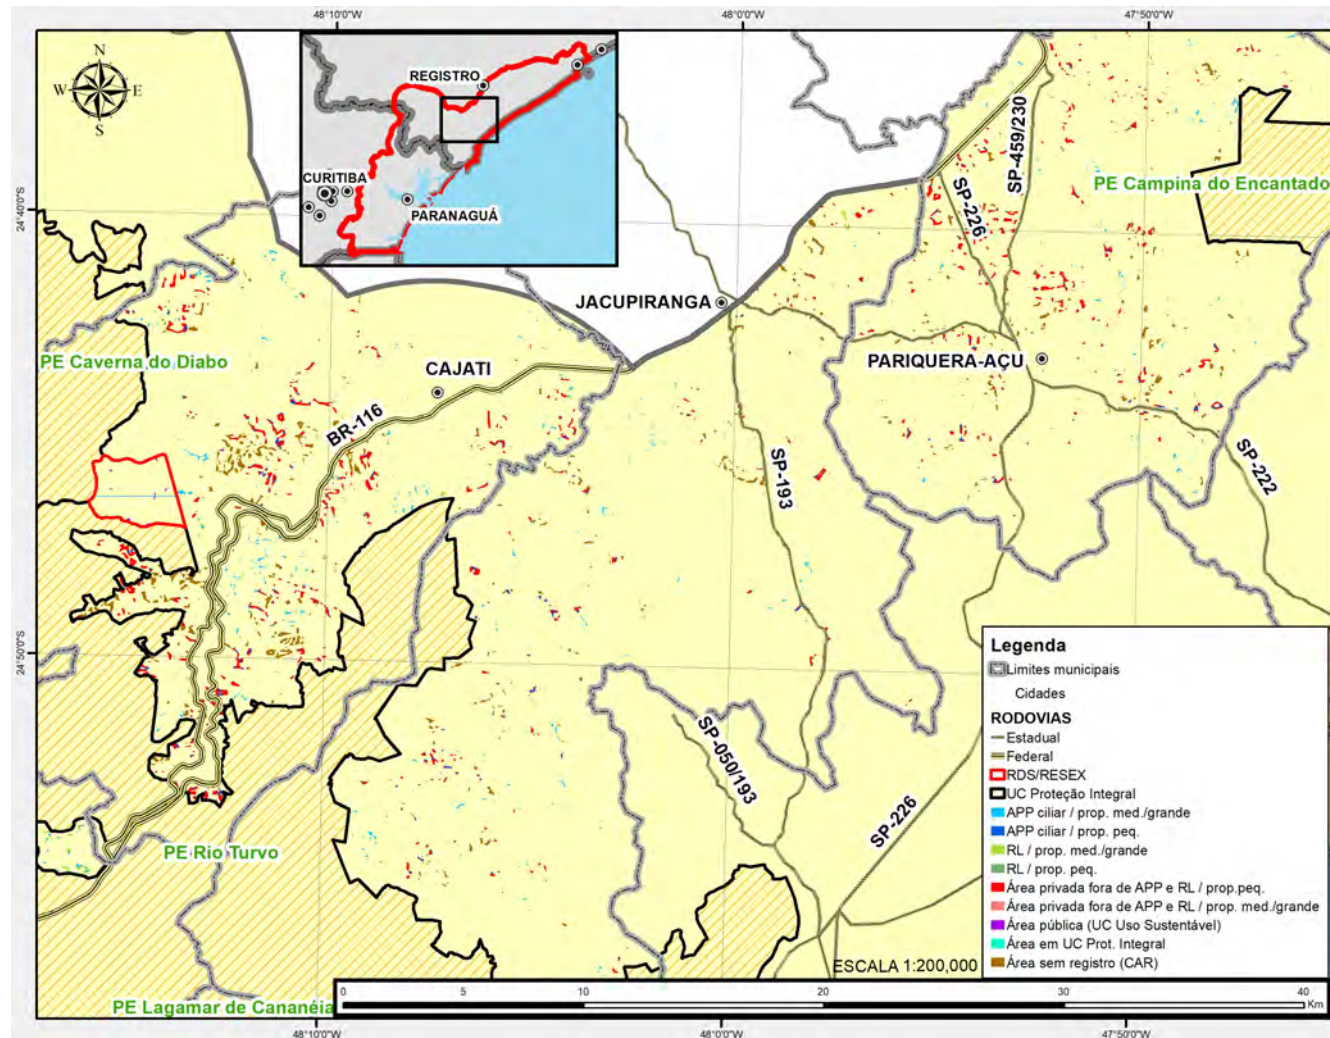 48°10'0"W
48°0'0"W
47°50'0"W
N
W
E
S
REGISTRO
CURITIBA
PARANAGUÁ
SP-459/230
PE Campina do Encantado
SP-226
24°40'0"S
JACUPIRANGA
PARIQUERA-AÇU
PE Caverna do Diabo
CAJATI
BR-116
SP-193
SP-222
24°50'0"S
SP-050/193
SP-226
PE Rio Turvo
PE Lagamar de Cananéia
Legenda
Limites municipais
Cidades
RODOVIAS
Estadual
Federal
RDS/RESEX
UC Proteção Integral
APP ciliar / prop. med./grande
APP ciliar / prop. peq.
RL / prop. med./grande
RL / prop. peq.
Área privada fora de APP e RL / prop.peq.
Área privada fora de APP e RL / prop. med./grande
Área pública (UC Uso Sustentável)
Área em UC Prot. Integral
Área sem registro (CAR)
ESCALA 1:200,000
0 5 10 20 30 40
Km
48°10'0"W
48°0'0"W
47°50'0"W